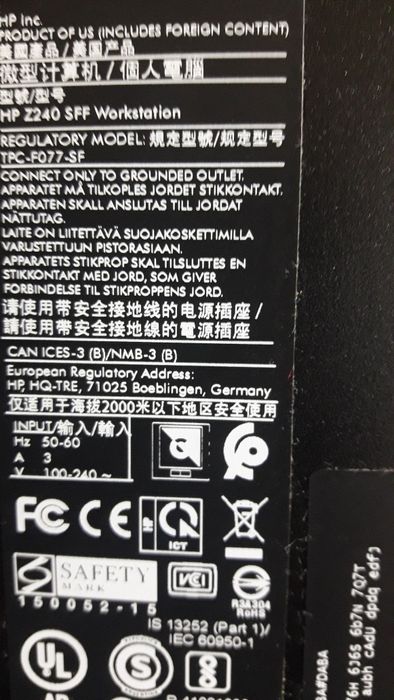 HP Inc.
PRODUCT OF US (INCLUDES FOREIGN CONTENT)
美國產品/美国产品
微型计算机/個人電腦
型號/型号
HP Z240 SFF Workstation
REGULATORY MODEL: 規定型號/规定型号
TPC-F077-SF
CONNECT ONLY TO GROUNDED OUTLET.
APPARATET MÅ TILKOPLES JORDET STIKKONTAKT.
APPARATEN SKALL ANSLUTAS TILL JORDAT
NÄTTUTAG.
LAITE ON LIITETTÄVÄ SUOJAKOSKETTIMILLA
VARUSTETTUUN PISTORASIAAN.
APPARATETS STIKPROP SKAL TILSLUTTES EN
STIKKONTAKT MED JORD, SOM GIVER
FORBINDELSE TIL STIKPROPPENS JORD.
请使用带安全接地线的电源插座/
請使用帶安全接地線的電源插座
CAN ICES-3 (B)/NMB-3 (B)
European Regulatory Address:
HP, HQ-TRE, 71025 Boeblingen, Germany
仅适用于海拔2000米以下地区安全使用
INPUT/输入/輸入
Hz 50-60
A 3
V 100-240 ~
FC CE HP ICT
S SAFETY MARK VCI
150052-15
R3A304
RoHS
IS 13252 (Part 1)/
IEC 60950-1
UL S
#DABA